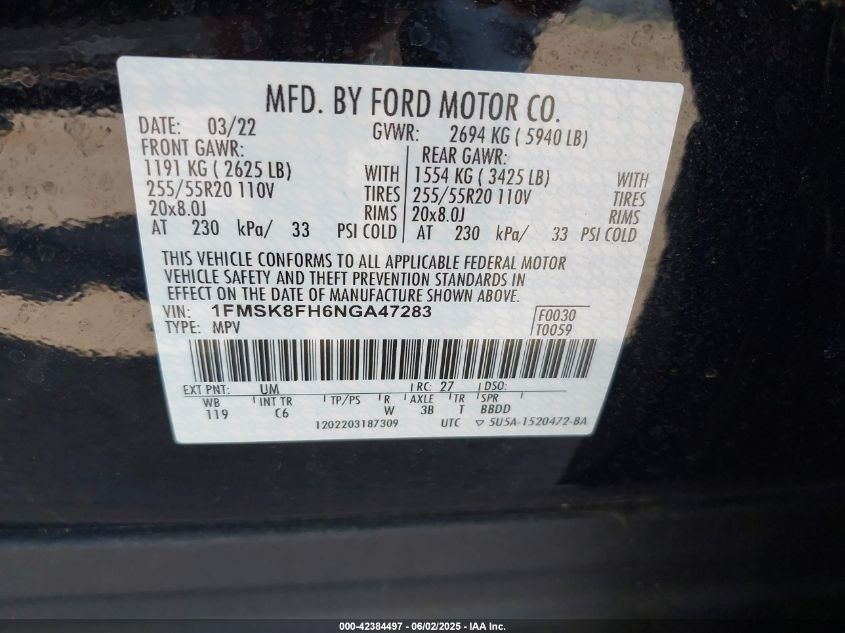 MFD. BY FORD MOTOR CO.
DATE: 03/22 GVWR: 2694 KG ( 5940 LB)
FRONT GAWR: REAR GAWR:
1191 KG ( 2625 LB) WITH 1554 KG ( 3425 LB) WITH
255/55R20 110V TIRES 255/55R20 110V TIRES
20x8.0J RIMS 20x8.0J RIMS
AT 230 kPa/ 33 PSI COLD AT 230 kPa/ 33 PSI COLD
THIS VEHICLE CONFORMS TO ALL APPLICABLE FEDERAL MOTOR
VEHICLE SAFETY AND THEFT PREVENTION STANDARDS IN
EFFECT ON THE DATE OF MANUFACTURE SHOWN ABOVE.
VIN: 1FMSK8FH6NGA47283 F0030
TYPE: MPV T0059
EXT PNT: UM RC: 27 DSO:
WB INT TR TP/PS R AXLE TR SPR
119 C6 W 3B T BBDD
1202203187309 UTC ▽ 5U5A-1520472-BA
000-42384497 - 06/02/2025 - IAA Inc.